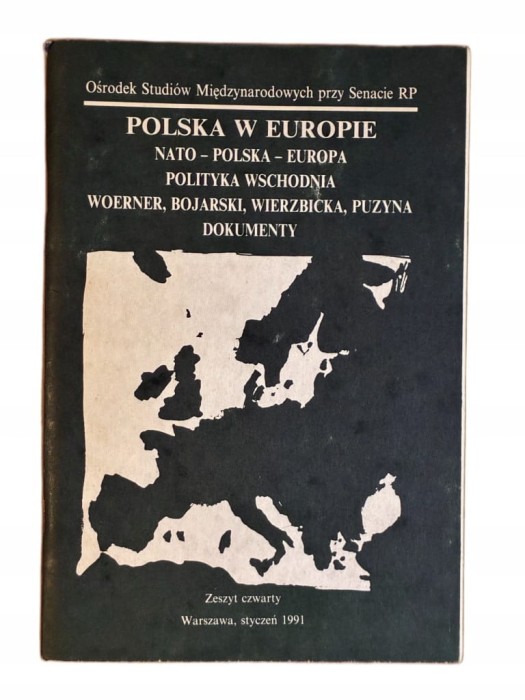 Ośrodek Studiów Międzynarodowych przy Senacie RP
POLSKA W EUROPIE
NATO – POLSKA – EUROPA
POLITYKA WSCHODNIA
WOERNER, BOJARSKI, WIERZBICKA, PUZYNA
DOKUMENTY
Zeszyt czwarty
Warszawa, styczeń 1991